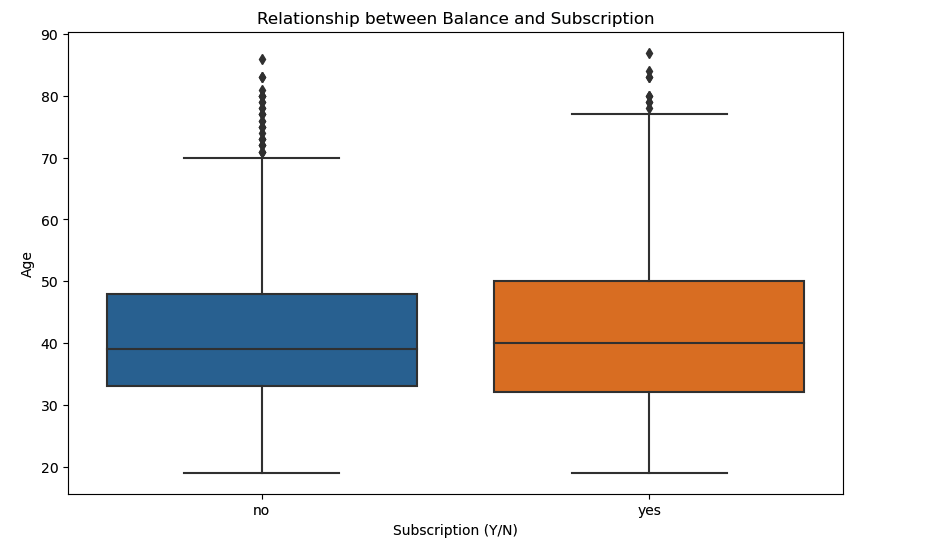 Relationship between Balance and Subscription
90
80
70
60
50
40
30
20
Age
no
yes
Subscription (Y/N)